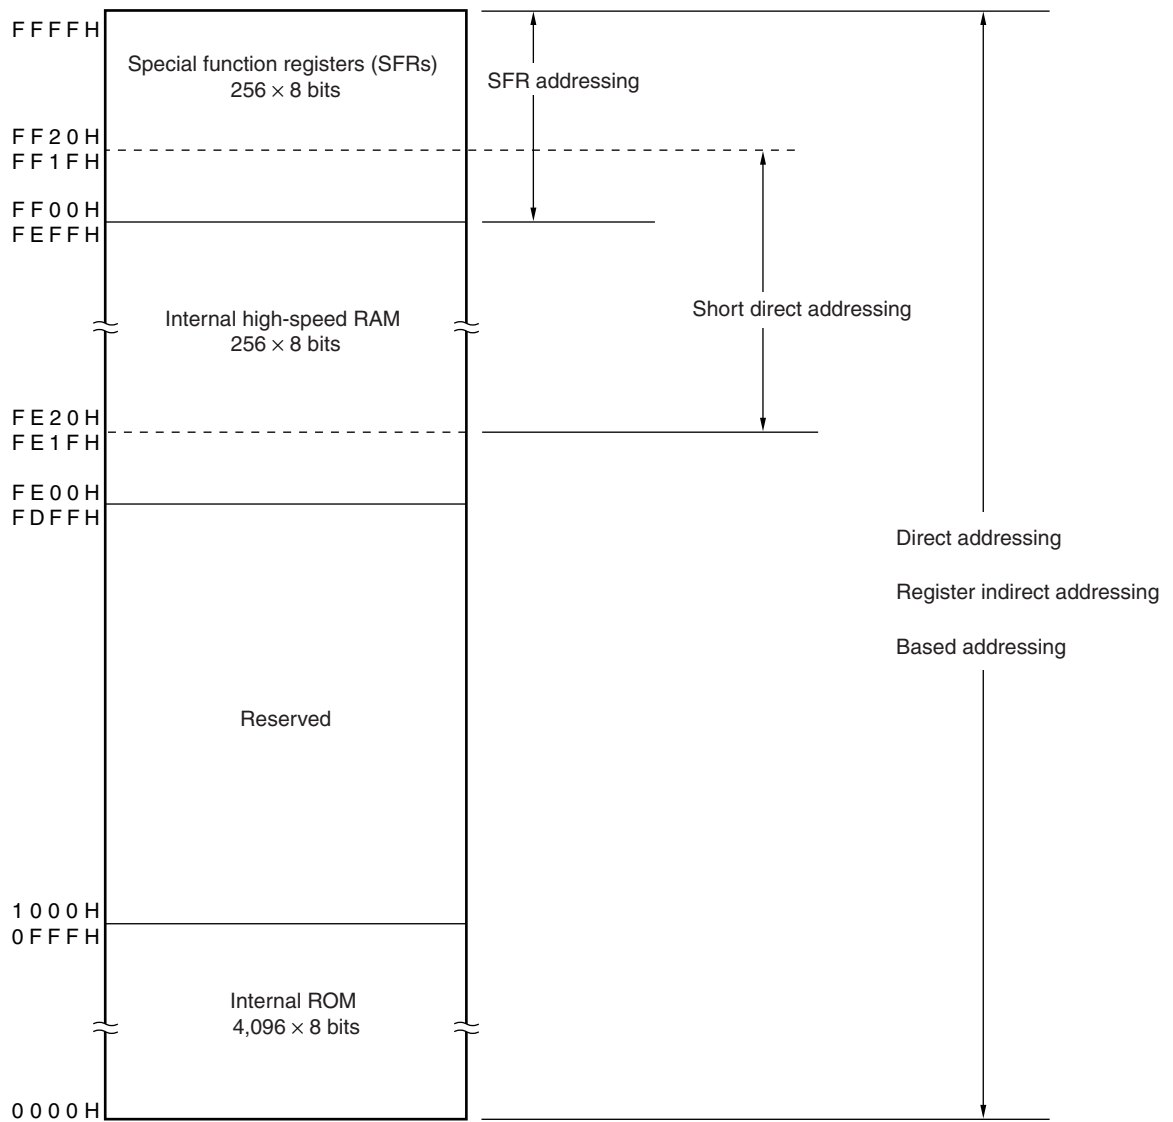 FFFFH
Special function registers (SFRs)
256 × 8 bits
SFR addressing
FF20H
FF1FH
FF00H
FEFFH
Internal high-speed RAM
256 × 8 bits
Short direct addressing
FE20H
FE1FH
FE00H
FDFFH
Direct addressing
Register indirect addressing
Based addressing
Reserved
1000H
0FFFH
Internal ROM
4,096 × 8 bits
0000H